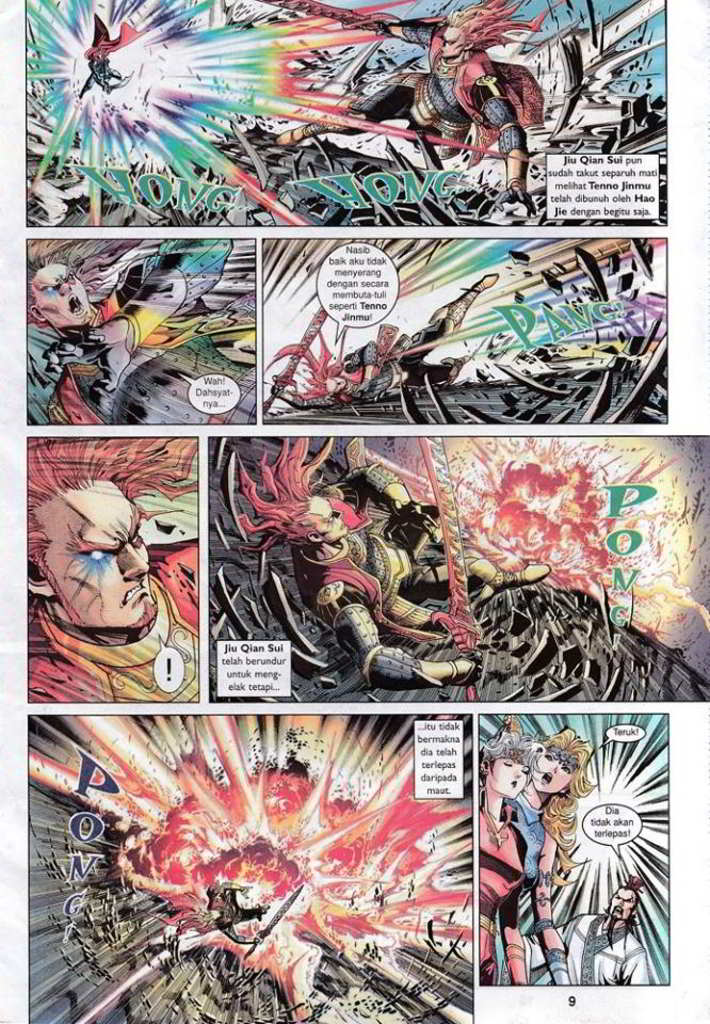 HONG
HONG
Jiu Qian Sui pun
sudah takut separuh mati
melihat Tenno Jinmu
telah dibunuh oleh Hao
Jie dengan begitu saja.
Wah!
Dahsyat-
nya...
Nasib
baik aku tidak
menyerang
dengan secara
membuta-tuli
seperti Tenno
Jinmu!
PANG!
!
PONG
Jiu Qian Sui
telah berundur
untuk meng-
elak tetapi...
PONG!
...itu tidak
bermakna
dia telah
terlepas
daripada
maut.
Teruk!
Dia
tidak akan
terlepas!
9